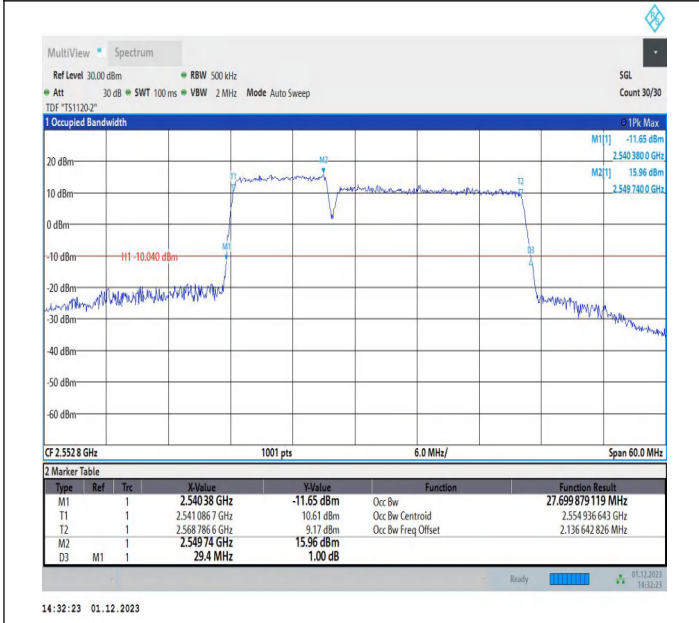 R S
MultiView Spectrum
Ref Level 30.00 dBm RBW 500 kHz SGL
Att 30 dB SWT 100 ms VBW 2 MHz Mode Auto Sweep Count 30/30
TDF "TS1120-2"
1 Occupied Bandwidth 1Pk Max
M1[1] -11.65 dBm
2.540 380 0 GHz
M2[1] 15.96 dBm
2.549 740 0 GHz
M2
20 dBm
T1
T2
10 dBm
0 dBm
M1
D3
-10 dBm
H1 -10.040 dBm
-20 dBm
-30 dBm
-40 dBm
-50 dBm
-60 dBm
CF 2.552 8 GHz 1001 pts 6.0 MHz/ Span 60.0 MHz
2 Marker Table
Type Ref Trc X-Value Y-Value Function Function Result
M1 1 2.540 38 GHz -11.65 dBm Occ Bw 27.699 879 119 MHz
T1 1 2.541 086 7 GHz 10.61 dBm Occ Bw Centroid 2.554 936 643 GHz
T2 1 2.568 786 6 GHz 9.17 dBm Occ Bw Freq Offset 2.136 642 826 MHz
M2 1 2.549 74 GHz 15.96 dBm
D3 M1 1 29.4 MHz 1.00 dB
Ready 01.12.2023
14:32:23
14:32:23 01.12.2023